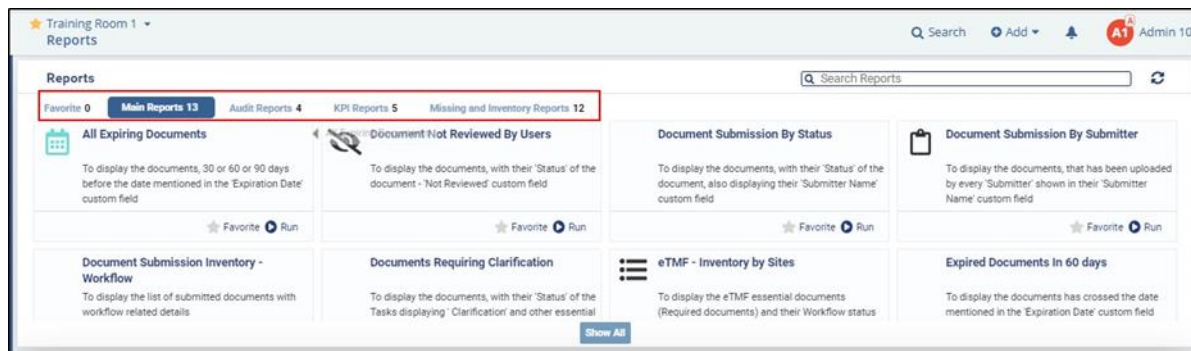 Training Room 1
Reports
Search
Add
A
A1
Admin 10
Reports
Search Reports
Favorite 0
Main Reports 13
Audit Reports 4
KPI Reports 5
Missing and Inventory Reports 12
All Expiring Documents
To display the documents, 30 or 60 or 90 days
before the date mentioned in the 'Expiration Date'
custom field
Favorite Run
Document Not Reviewed By Users
To display the documents, with their 'Status' of the
document - 'Not Reviewed' custom field
Favorite Run
Document Submission By Status
To display the documents, with their 'Status' of the
document, also displaying their 'Submitter Name'
custom field
Favorite Run
Document Submission By Submitter
To display the documents, that has been uploaded
by every 'Submitter' shown in their 'Submitter
Name' custom field
Favorite Run
Document Submission Inventory -
Workflow
To display the list of submitted documents with
workflow related details
Documents Requiring Clarification
To display the documents, with their 'Status' of the
Tasks displaying ' Clarification' and other essential
eTMF - Inventory by Sites
To display the eTMF essential documents
(Required documents) and their Workflow status
Expired Documents In 60 days
To display the documents has crossed the date
mentioned in the 'Expiration Date' custom field
Show All